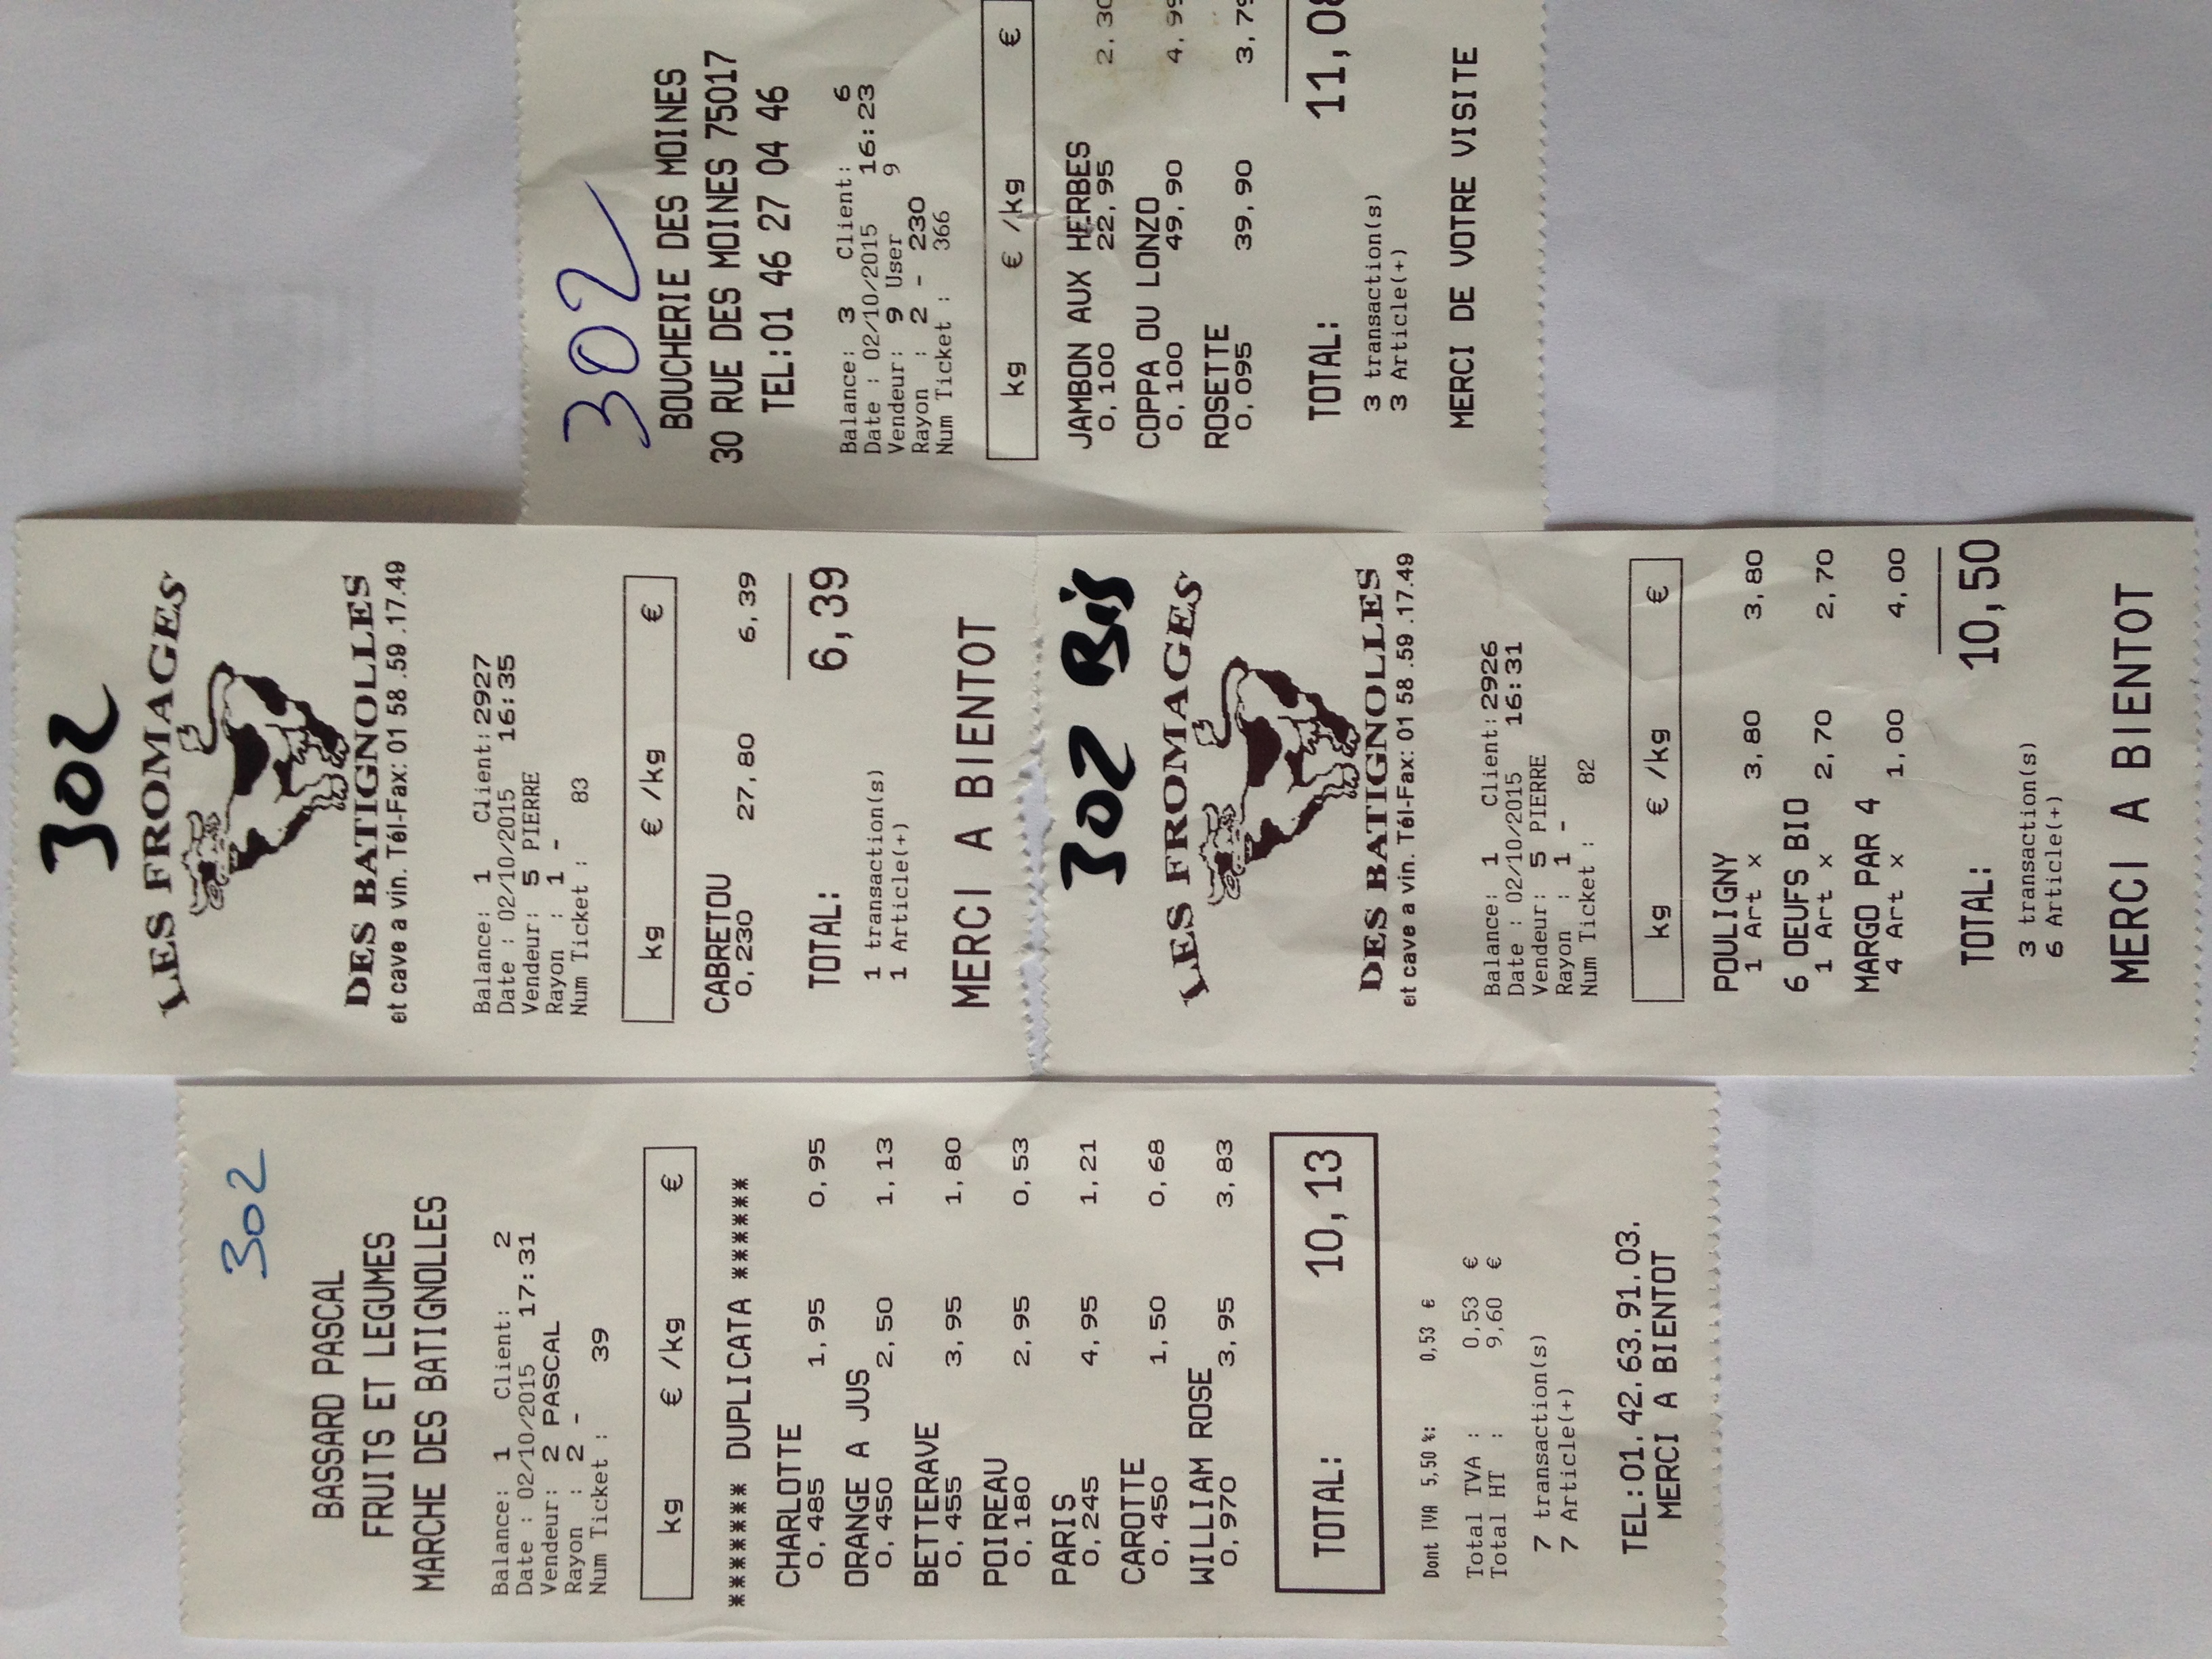 302
BASSARD PASCAL
FRUITS ET LEGUMES
MARCHE DES BATIGNOLLES
Balance: 1 Client: 2
Date : 02/10/2015 17:31
Vendeur: 2 PASCAL
Rayon : 2 -
Num Ticket : 39
kg € /kg €
******* DUPLICATA ******
CHARLOTTE
0,485 1,95 0,95
ORANGE A JUS
0,450 2,50 1,13
BETTERAVE
0,455 3,95 1,80
POIREAU
0,180 2,95 0,53
PARIS
0,245 4,95 1,21
CAROTTE
0,450 1,50 0,68
WILLIAM ROSE
0,970 3,95 3,83
TOTAL: 10,13
Dont TVA 5,50 %: 0,53 €
Total TVA : 0,53 €
Total HT : 9,60 €
7 transaction(s)
7 Article(+)
TEL:01.42.63.91.03.
MERCI A BIENTOT
302
LES FROMAGES
DES BATIGNOLLES
et cave a vin. Tél-Fax: 01 58 .59 .17.49
Balance: 1 Client:2927
Date : 02/10/2015 16:35
Vendeur: 5 PIERRE
Rayon : 1 -
Num Ticket : 83
kg € /kg €
CABRETOU
0,230 27,80 6,39
TOTAL: 6,39
1 transaction(s)
1 Article(+)
MERCI A BIENTOT
302 Bis
LES FROMAGES
DES BATIGNOLLES
et cave a vin. Tél-Fax: 01 58 .59 .17.49
Balance: 1 Client:2926
Date : 02/10/2015 16:31
Vendeur: 5 PIERRE
Rayon : 1 -
Num Ticket : 82
kg € /kg €
POULIGNY
1 Art x 3,80 3,80
6 OEUFS BIO
1 Art x 2,70 2,70
MARGO PAR 4
4 Art x 1,00 4,00
TOTAL: 10,50
3 transaction(s)
6 Article(+)
MERCI A BIENTOT
302
BOUCHERIE DES MOINES
30 RUE DES MOINES 75017
TEL:01 46 27 04 46
Balance: 3 Client: 6
Date : 02/10/2015 16:23
Vendeur: 9 User 9
Rayon : 2 - 230
Num Ticket : 366
kg € /kg €
JAMBON AUX HERBES
0,100 22,95 2,30
COPPA OU LONZO
0,100 49,90 4,99
ROSETTE
0,095 39,90 3,79
TOTAL: 11,08
3 transaction(s)
3 Article(+)
MERCI DE VOTRE VISITE